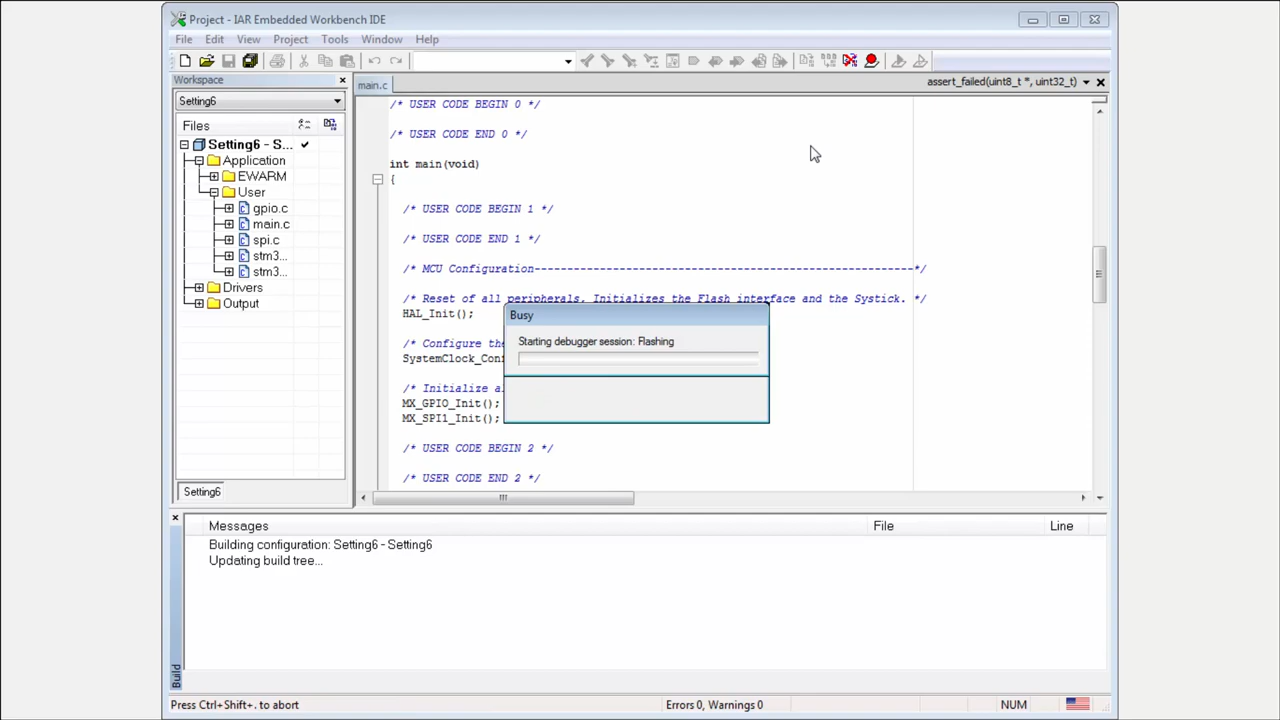 Project - IAR Embedded Workbench IDE
File Edit View Project Tools Window Help
Workspace
Setting6
Files
Setting6 - S...
Application
EWARM
User
gpio.c
main.c
spi.c
stm3...
stm3...
Drivers
Output
Setting6
main.c
assert_failed(uint8_t *, uint32_t)
/* USER CODE BEGIN 0 */
/* USER CODE END 0 */
int main(void)
{
/* USER CODE BEGIN 1 */
/* USER CODE END 1 */
/* MCU Configuration----------------------------------------------------------*/
/* Reset of all peripherals, Initializes the Flash interface and the Systick. */
HAL_Init();
/* Configure the
SystemClock_Conf
/* Initialize a
MX_GPIO_Init();
MX_SPI1_Init();
/* USER CODE BEGIN 2 */
/* USER CODE END 2 */
Busy
Starting debugger session: Flashing
Messages File Line
Building configuration: Setting6 - Setting6
Updating build tree...
Build
Press Ctrl+Shift+. to abort
Errors 0, Warnings 0
NUM